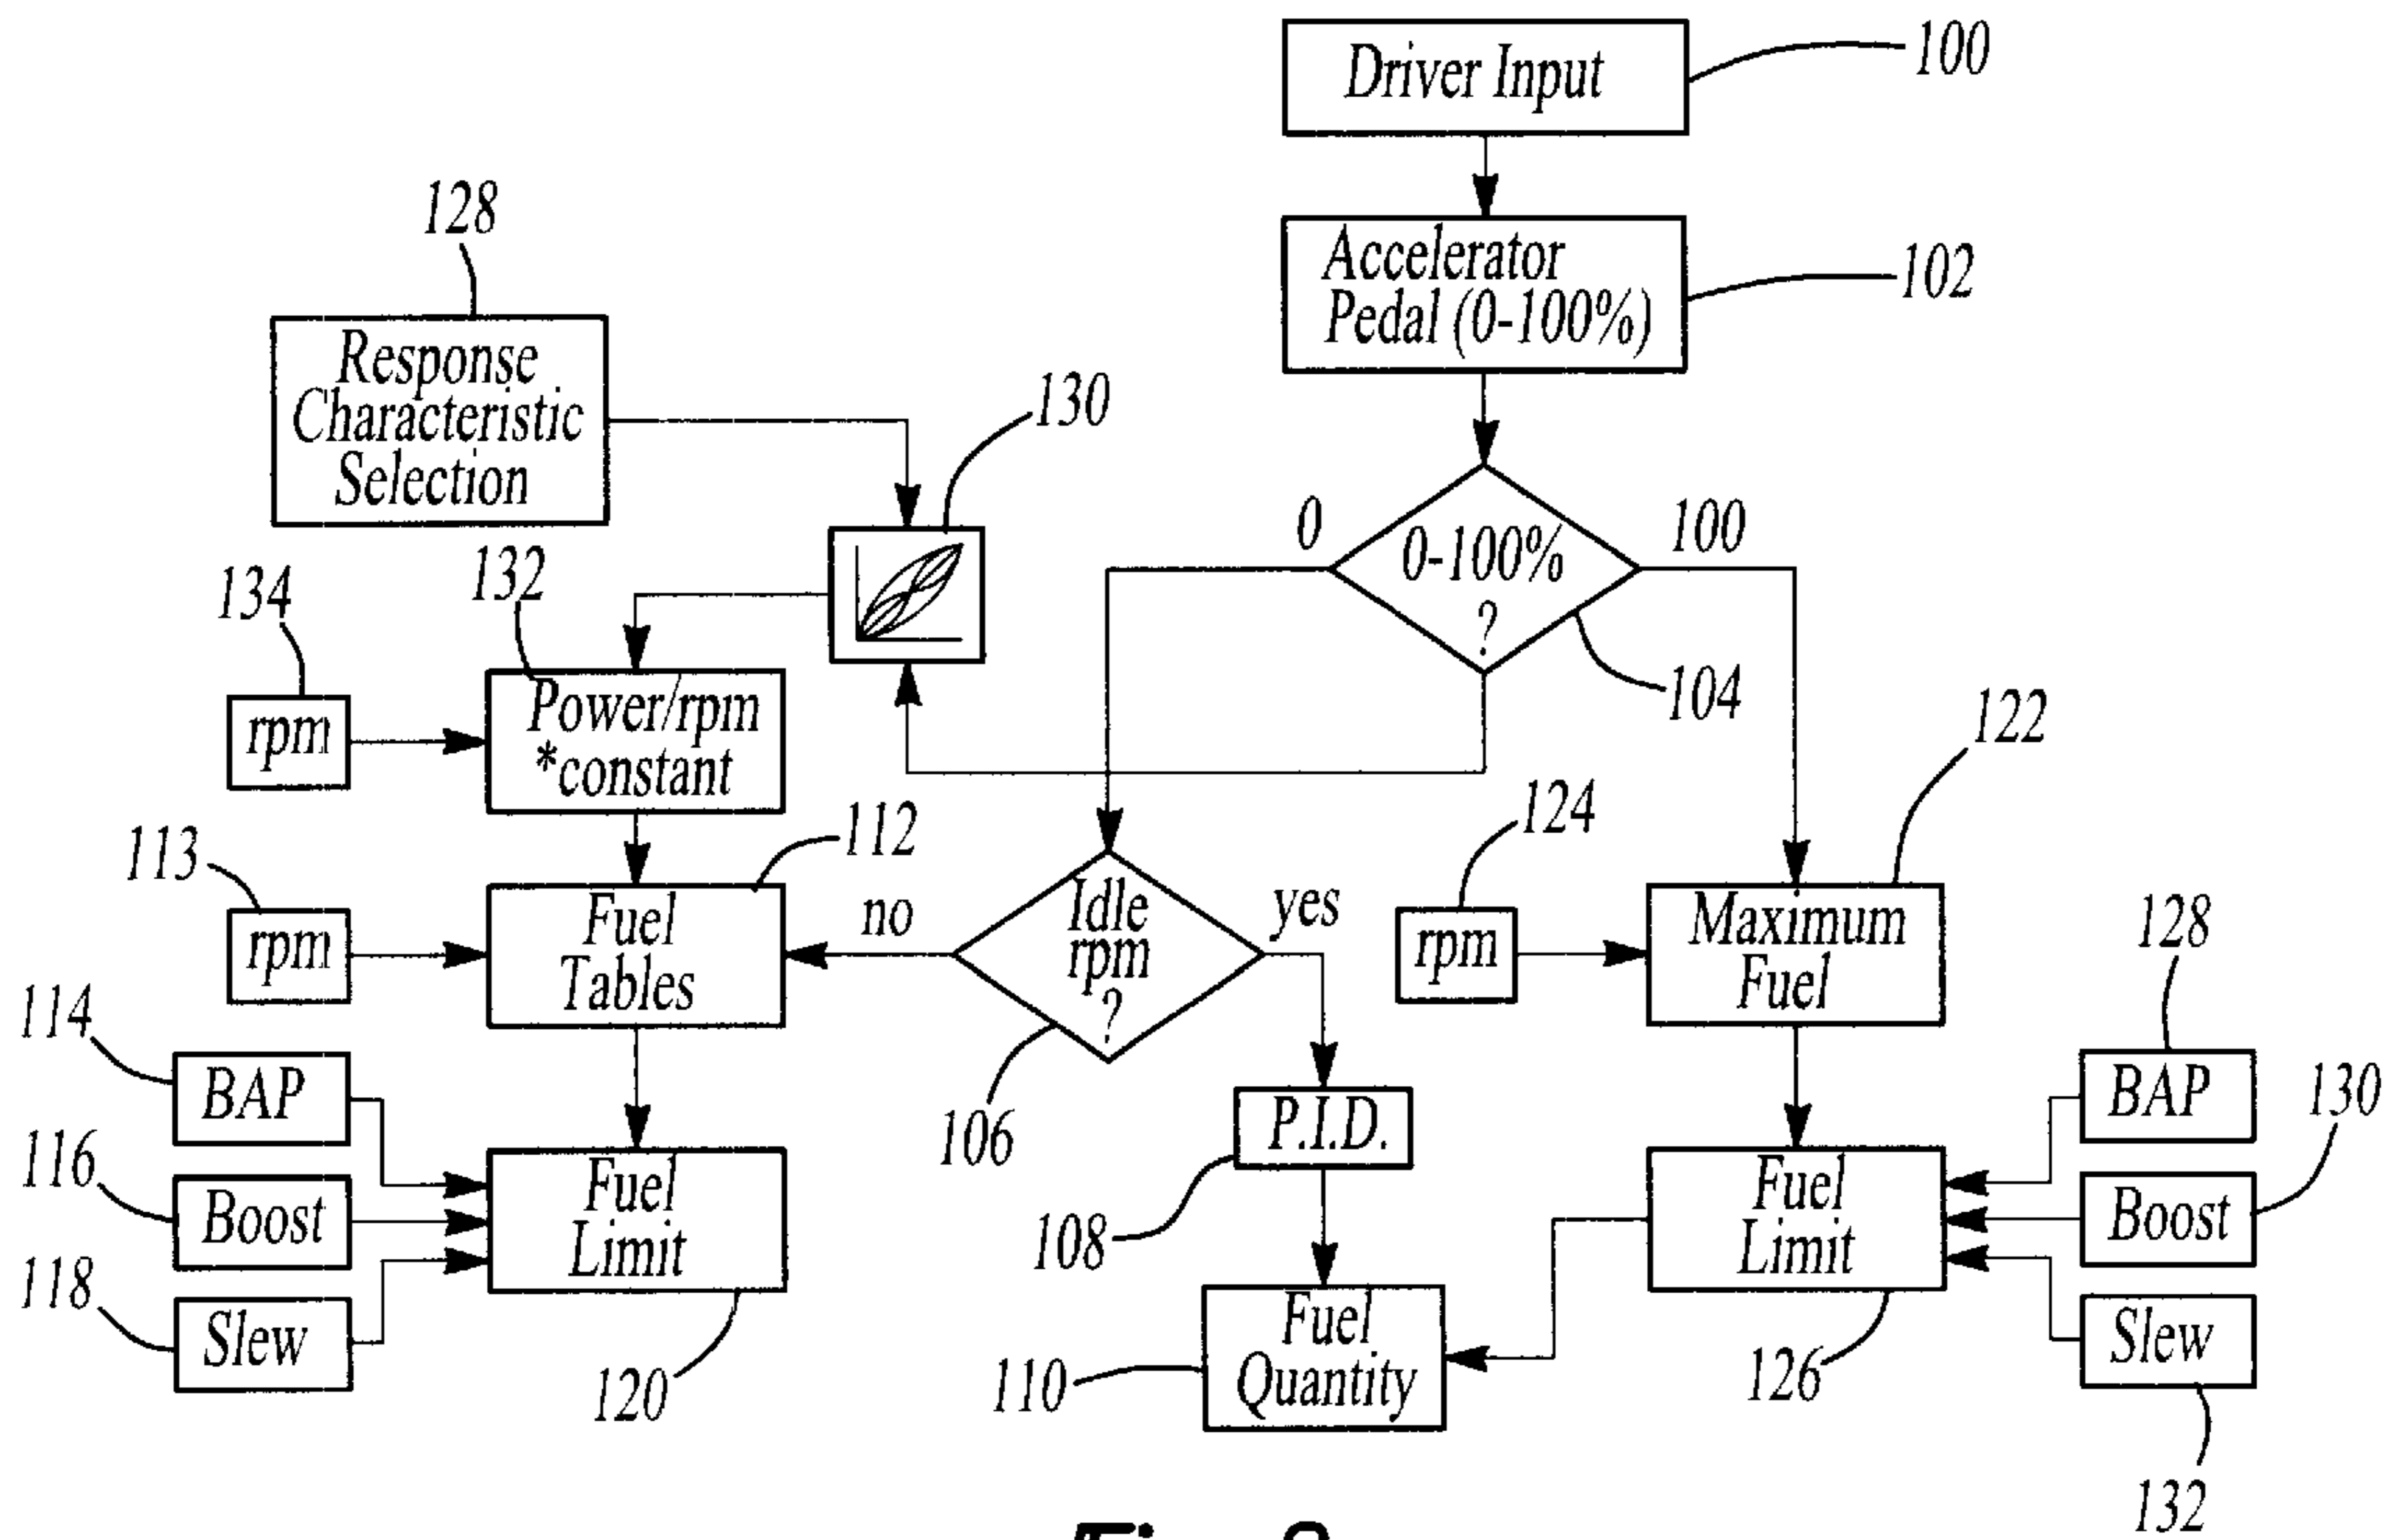 Driver Input
100
Accelerator
Pedal (0-100%)
102
128
Response
Characteristic
Selection
130
0
0-100%
?
100
104
134
rpm
132
Power/rpm
*constant
122
124
rpm
Maximum
Fuel
113
rpm
112
Fuel
Tables
no
Idle
rpm
?
yes
106
114
BAP
116
Boost
118
Slew
Fuel
Limit
120
P.I.D.
108
Fuel
Quantity
110
Fuel
Limit
126
128
BAP
130
Boost
Slew
132